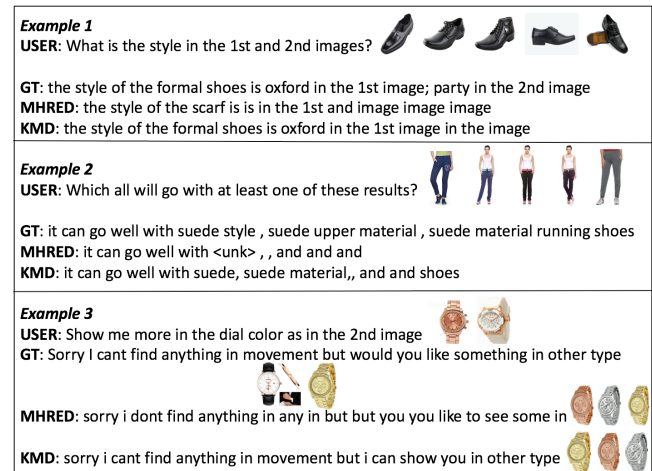 Example 1
USER: What is the style in the 1st and 2nd images?
GT: the style of the formal shoes is oxford in the 1st image; party in the 2nd image
MHRED: the style of the scarf is is in the 1st and image image image
KMD: the style of the formal shoes is oxford in the 1st image in the image
Example 2
USER: Which all will go with at least one of these results?
GT: it can go well with suede style , suede upper material , suede material running shoes
MHRED: it can go well with <unk> , , and and and
KMD: it can go well with suede, suede material,, and and shoes
Example 3
USER: Show me more in the dial color as in the 2nd image
GT: Sorry I cant find anything in movement but would you like something in other type
MHRED: sorry i dont find anything in any in but but you you like to see some in
KMD: sorry i cant find anything in movement but i can show you in other type